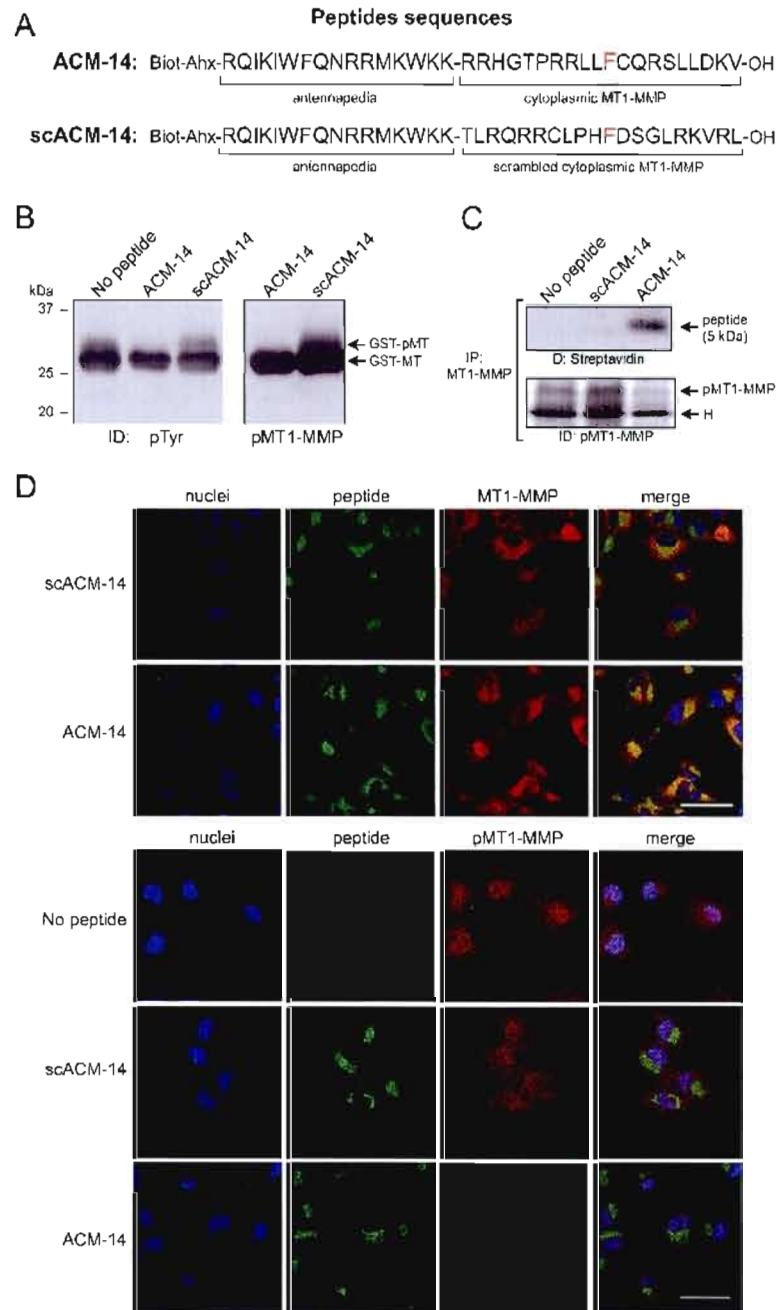 A
Peptides sequences
ACM-14: Biot-Ahx-RQIKIWFQNRRMKWKK-RRHGTPRRLLFCQRSLLDKV-OH
antennapedia cytoplasmic MT1-MMP
scACM-14: Biot-Ahx-RQIKIWFQNRRMKWKK-TLRQRRCLPHFDSGLRKVRL-OH
antennapedia scrambled cytoplasmic MT1-MMP
B
No peptide ACM-14 scACM-14 ACM-14 scACM-14
kDa
37
25
20
GST-pMT
GST-MT
ID: pTyr pMT1-MMP
C
No peptide scACM-14 ACM-14
IP:
MT1-MMP
peptide
(5 kDa)
D: Streptavidin
pMT1-MMP
H
ID: pMT1-MMP
D
nuclei peptide MT1-MMP merge
scACM-14
ACM-14
nuclei peptide pMT1-MMP merge
No peptide
scACM-14
ACM-14